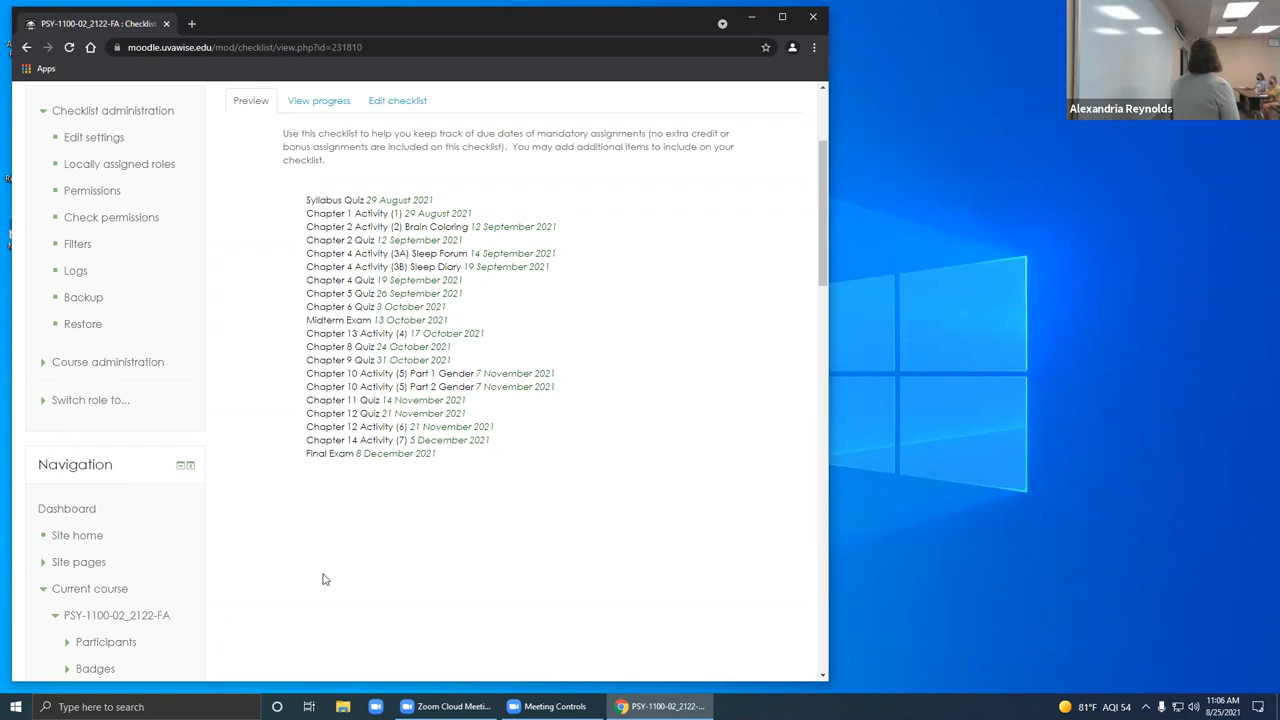 PSY-1100-02_2122-FA : Checklist
moodle.uvawise.edu/mod/checklist/view.php?id=231810
Apps
Alexandria Reynolds
Checklist administration
Edit settings
Locally assigned roles
Permissions
Check permissions
Filters
Logs
Backup
Restore
Course administration
Switch role to...
Navigation
Dashboard
Site home
Site pages
Current course
PSY-1100-02_2122-FA
Participants
Badges
Preview
View progress
Edit checklist
Use this checklist to help you keep track of due dates of mandatory assignments (no extra credit or
bonus assignments are included on this checklist). You may add additional items to include on your
checklist.
Syllabus Quiz 29 August 2021
Chapter 1 Activity (1) 29 August 2021
Chapter 2 Activity (2) Brain Coloring 12 September 2021
Chapter 2 Quiz 12 September 2021
Chapter 4 Activity (3A) Sleep Forum 14 September 2021
Chapter 4 Activity (3B) Sleep Diary 19 September 2021
Chapter 4 Quiz 19 September 2021
Chapter 5 Quiz 26 September 2021
Chapter 6 Quiz 3 October 2021
Midterm Exam 13 October 2021
Chapter 13 Activity (4) 17 October 2021
Chapter 8 Quiz 24 October 2021
Chapter 9 Quiz 31 October 2021
Chapter 10 Activity (5) Part 1 Gender 7 November 2021
Chapter 10 Activity (5) Part 2 Gender 7 November 2021
Chapter 11 Quiz 14 November 2021
Chapter 12 Quiz 21 November 2021
Chapter 12 Activity (6) 21 November 2021
Chapter 14 Activity (7) 5 December 2021
Final Exam 8 December 2021
Type here to search
Zoom Cloud Meeti...
Meeting Controls
PSY-1100-02_2122-...
81°F AQI 54
11:06 AM
8/25/2021